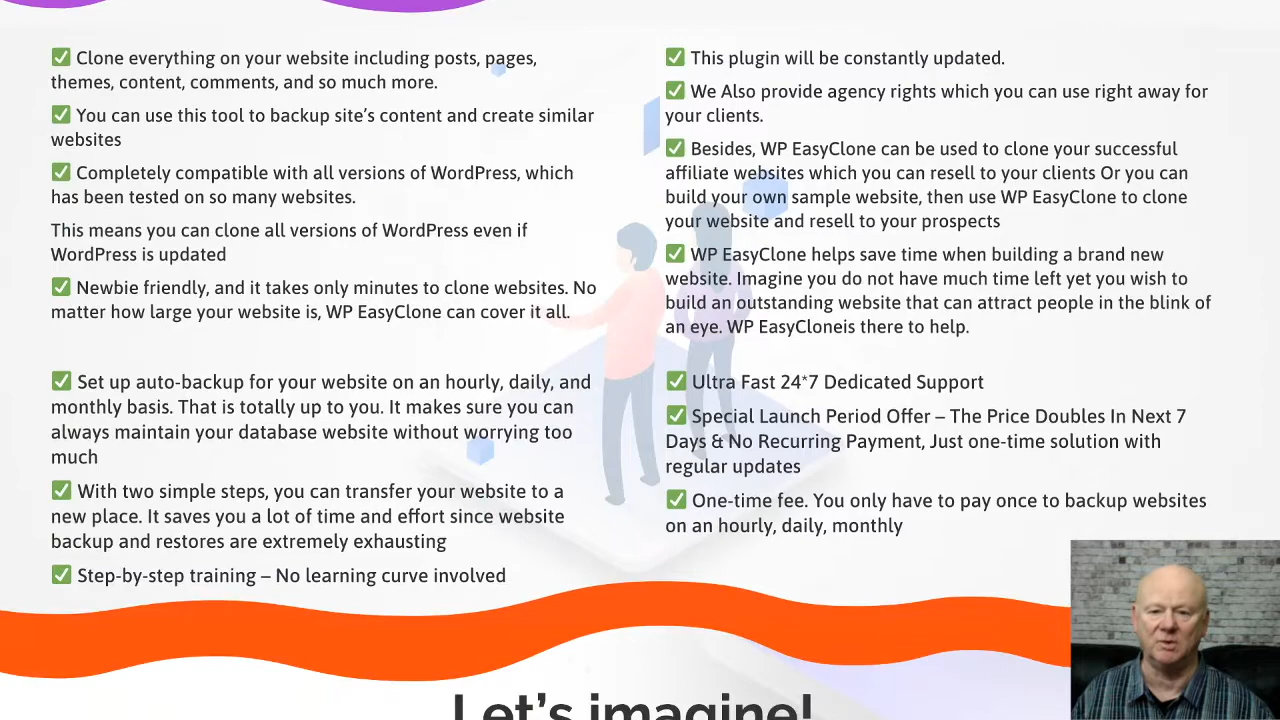 ✅ Clone everything on your website including posts, pages,
themes, content, comments, and so much more.
✅ You can use this tool to backup site's content and create similar
websites
✅ Completely compatible with all versions of WordPress, which
has been tested on so many websites.
This means you can clone all versions of WordPress even if
WordPress is updated
✅ Newbie friendly, and it takes only minutes to clone websites. No
matter how large your website is, WP EasyClone can cover it all.
✅ Set up auto-backup for your website on an hourly, daily, and
monthly basis. That is totally up to you. It makes sure you can
always maintain your database website without worrying too
much
✅ With two simple steps, you can transfer your website to a
new place. It saves you a lot of time and effort since website
backup and restores are extremely exhausting
✅ Step-by-step training – No learning curve involved
✅ This plugin will be constantly updated.
✅ We Also provide agency rights which you can use right away for
your clients.
✅ Besides, WP EasyClone can be used to clone your successful
affiliate websites which you can resell to your clients Or you can
build your own sample website, then use WP EasyClone to clone
your website and resell to your prospects
✅ WP EasyClone helps save time when building a brand new
website. Imagine you do not have much time left yet you wish to
build an outstanding website that can attract people in the blink of
an eye. WP EasyCloneis there to help.
✅ Ultra Fast 24*7 Dedicated Support
✅ Special Launch Period Offer – The Price Doubles In Next 7
Days & No Recurring Payment, Just one-time solution with
regular updates
✅ One-time fee. You only have to pay once to backup websites
on an hourly, daily, monthly
Let's imagine!